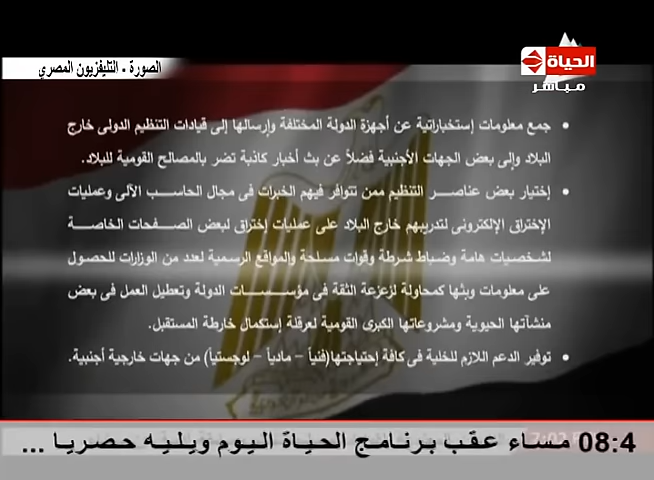 الحياة
مباشر
الصورة - التليفزيون المصري
• جمع معلومات إستخباراتية عن أجهزة الدولة المختلفة وإرسالها إلى قيادات التنظيم الدولى خارج
البلاد وإلى بعض الجهات الأجنبية فضلاً عن بث أخبار كاذبة تضر بالمصالح القومية للبلاد.
• إختيار بعض عناصر التنظيم ممن تتوافر فيهم الخبرات فى مجال الحاسب الآلى وعمليات
الإختراق الإلكترونى لتدريبهم خارج البلاد على عمليات إختراق لبعض الصفحات الخاصة
لشخصيات هامة وضباط شرطة وقوات مسلحة والمواقع الرسمية لعدد من الوزارات للحصول
على معلومات وبثها كمحاولة لزعزعة الثقة فى مؤسسات الدولة وتعطيل العمل فى بعض
منشآتها الحيوية ومشروعاتها الكبرى القومية لعرقلة إستكمال خارطة المستقبل.
• توفير الدعم اللازم للخلية فى كافة إحتياجتها(فنياً – مادياً – لوجستياً) من جهات خارجية أجنبية.
08:4 مساء عقب برنامج الحياة اليوم ويليه حصريا ...